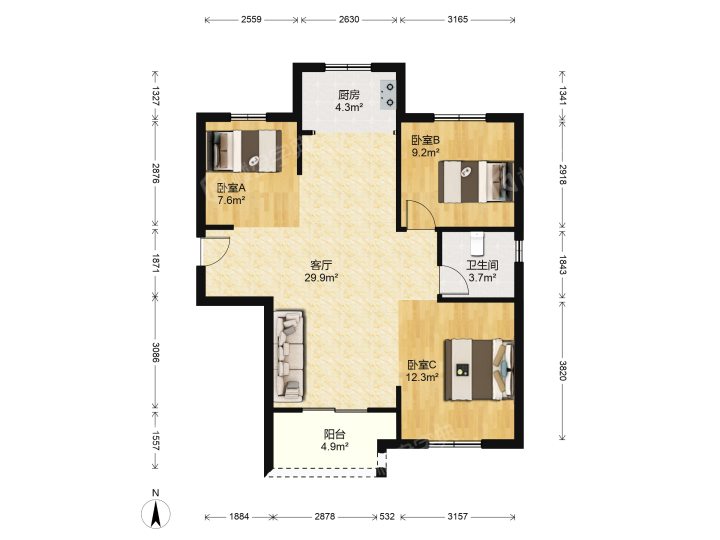 2559
2630
3165
1327
2876
1871
3086
1557
1341
2918
1843
3820
厨房
4.3m²
卧室B
9.2m²
卧室A
7.6m²
客厅
29.9m²
卫生间
3.7m²
卧室C
12.3m²
阳台
4.9m²
N
1884
2878
532
3157